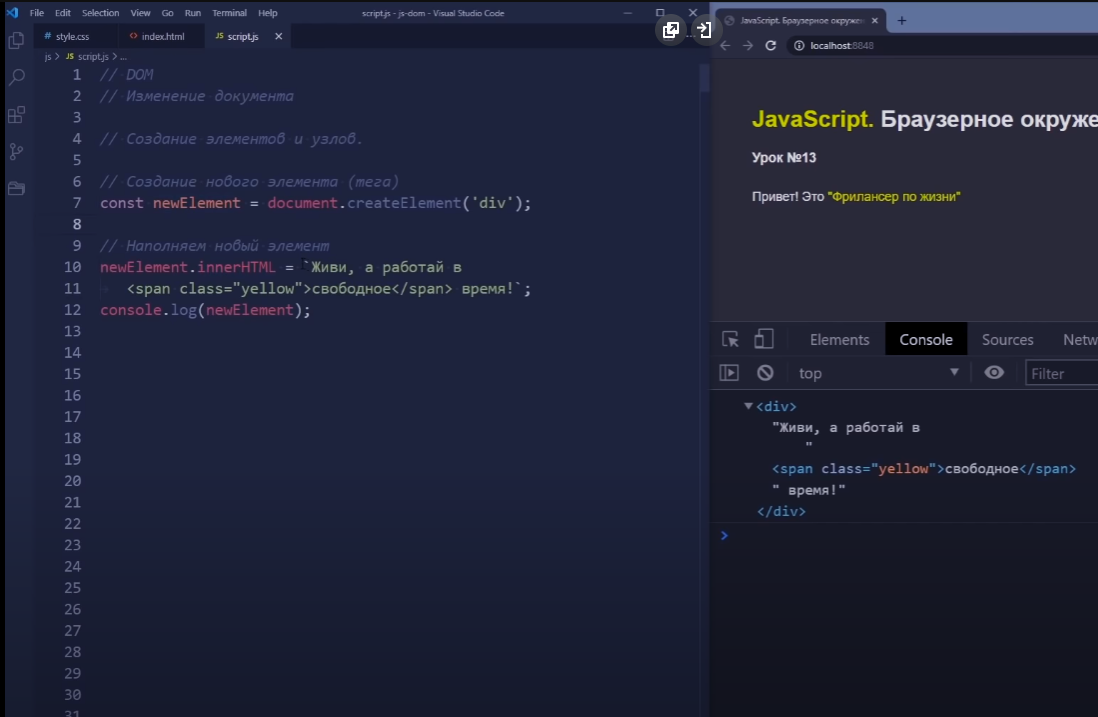 File Edit Selection View Go Run Terminal Help
script.js - js-dom - Visual Studio Code
# style.css
<> index.html
JS script.js ×
js > JS script.js > ...
1 // DOM
2 // Изменение документа
3
4 // Создание элементов и узлов.
5
6 // Создание нового элемента (тега)
7 const newElement = document.createElement('div');
8
9 // Наполняем новый элемент
10 newElement.innerHTML = `Живи, а работай в
11 <span class="yellow">свободное</span> время!`;
12 console.log(newElement);
13
14
15
16
17
18
19
20
21
22
23
24
25
26
27
28
29
30
31
JavaScript. Браузерное окруже
localhost:8848
JavaScript. Браузерное окруже
Урок №13
Привет! Это "Фрилансер по жизни"
Elements Console Sources Netw
top
Filter
<div>
"Живи, а работай в
"
<span class="yellow">свободное</span>
" время!"
</div>
>